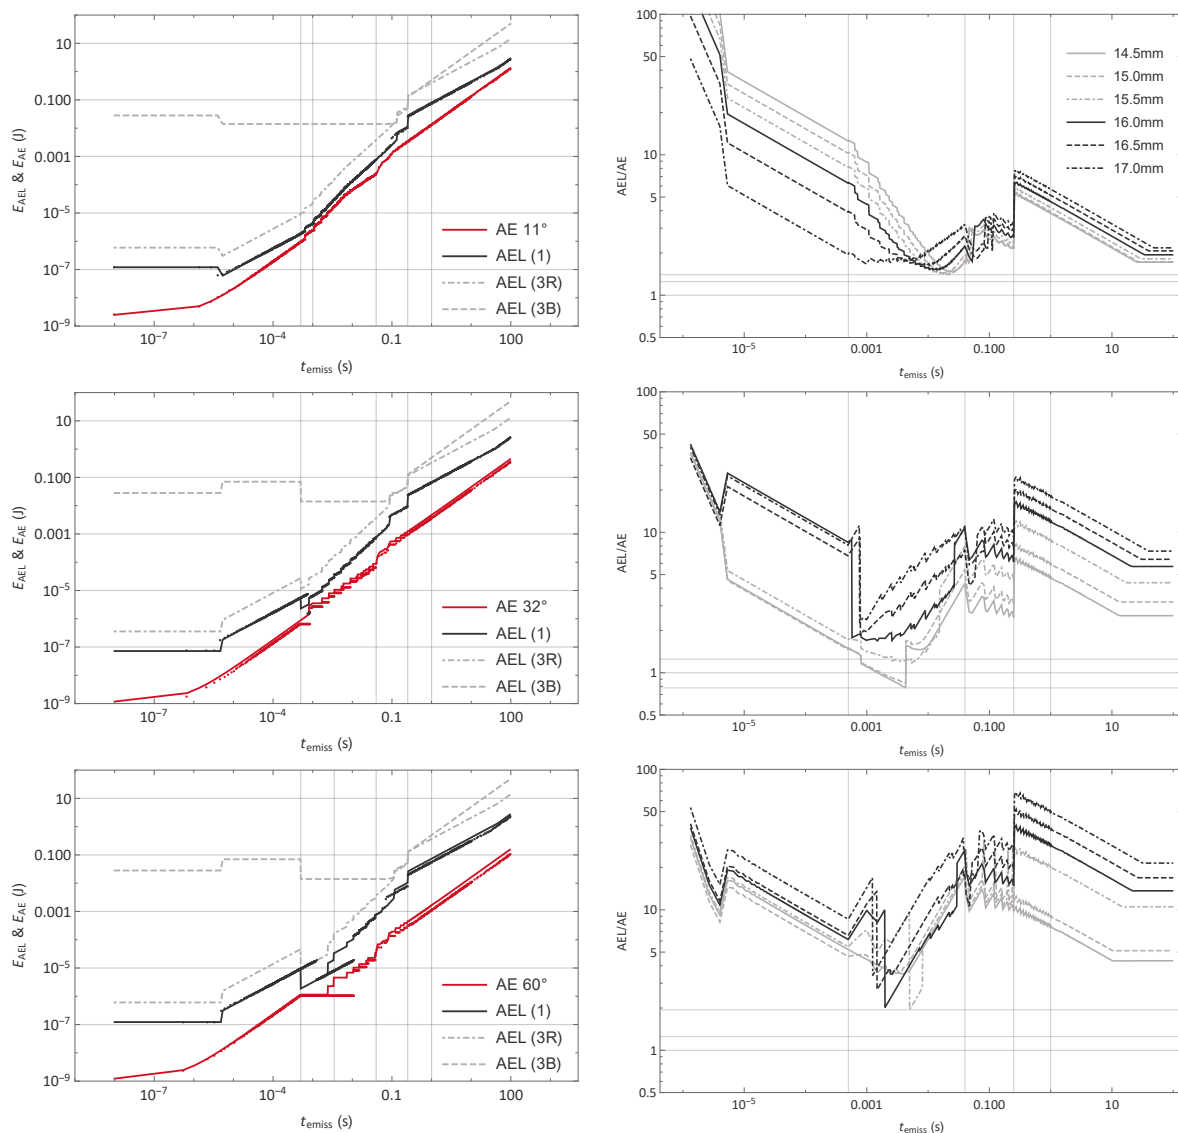 10
0.100
0.001
10⁻⁵
10⁻⁷
10⁻⁹
E_AEL & E_AE (J)
AE 11°
AEL (1)
AEL (3R)
AEL (3B)
10⁻⁷ 10⁻⁴ 0.1 100
t_emiss (s)
100
50
10
5
1
0.5
AEL/AE
14.5mm
15.0mm
15.5mm
16.0mm
16.5mm
17.0mm
10⁻⁵ 0.001 0.100 10
t_emiss (s)
10
0.100
0.001
10⁻⁵
10⁻⁷
10⁻⁹
E_AEL & E_AE (J)
AE 32°
AEL (1)
AEL (3R)
AEL (3B)
10⁻⁷ 10⁻⁴ 0.1 100
t_emiss (s)
100
50
10
5
1
0.5
AEL/AE
10⁻⁵ 0.001 0.100 10
t_emiss (s)
10
0.100
0.001
10⁻⁵
10⁻⁷
10⁻⁹
E_AEL & E_AE (J)
AE 60°
AEL (1)
AEL (3R)
AEL (3B)
10⁻⁷ 10⁻⁴ 0.1 100
t_emiss (s)
100
50
10
5
1
0.5
AEL/AE
10⁻⁵ 0.001 0.100 10
t_emiss (s)